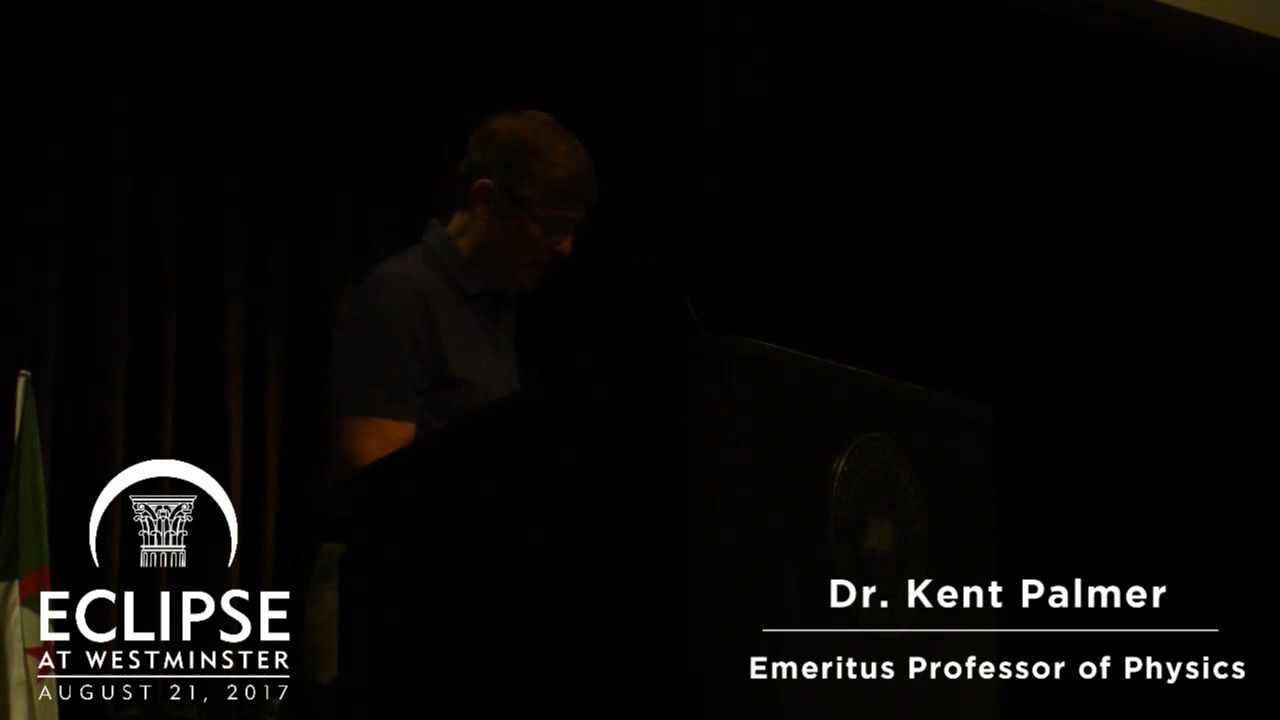 ECLIPSE
AT WESTMINSTER
AUGUST 21, 2017
Dr. Kent Palmer
Emeritus Professor of Physics